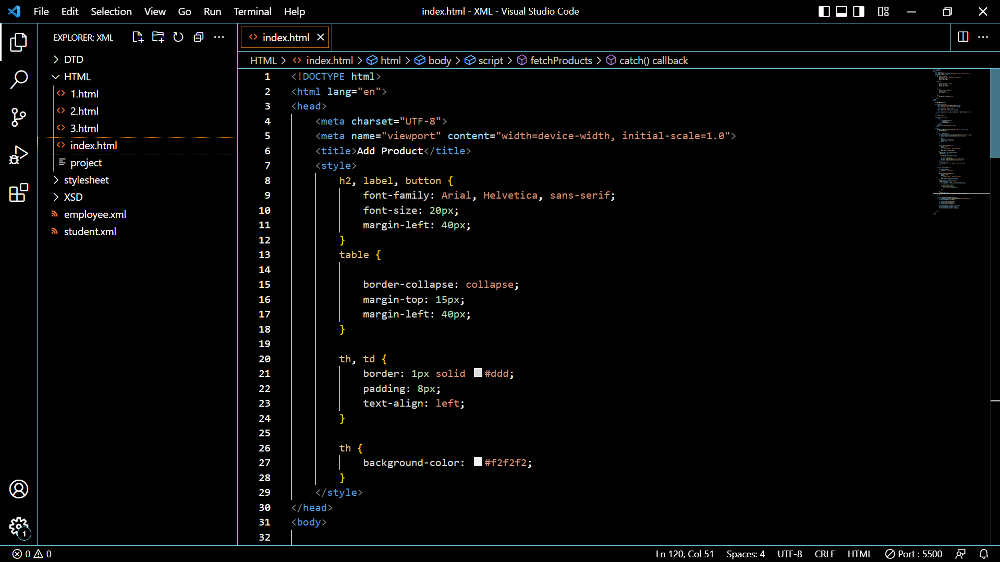 File Edit Selection View Go Run Terminal Help
index.html - XML - Visual Studio Code
EXPLORER: XML
DTD
HTML
1.html
2.html
3.html
index.html
project
stylesheet
XSD
employee.xml
student.xml
1
index.html
HTML > index.html > html > body > script > fetchProducts > catch() callback
1 <!DOCTYPE html>
2 <html lang="en">
3 <head>
4 <meta charset="UTF-8">
5 <meta name="viewport" content="width=device-width, initial-scale=1.0">
6 <title>Add Product</title>
7 <style>
8 h2, label, button {
9 font-family: Arial, Helvetica, sans-serif;
10 font-size: 20px;
11 margin-left: 40px;
12 }
13 table {
14
15 border-collapse: collapse;
16 margin-top: 15px;
17 margin-left: 40px;
18 }
19
20 th, td {
21 border: 1px solid #ddd;
22 padding: 8px;
23 text-align: left;
24 }
25
26 th {
27 background-color: #f2f2f2;
28 }
29 </style>
30 </head>
31 <body>
32
0 0
Ln 120, Col 51 Spaces: 4 UTF-8 CRLF HTML Port : 5500